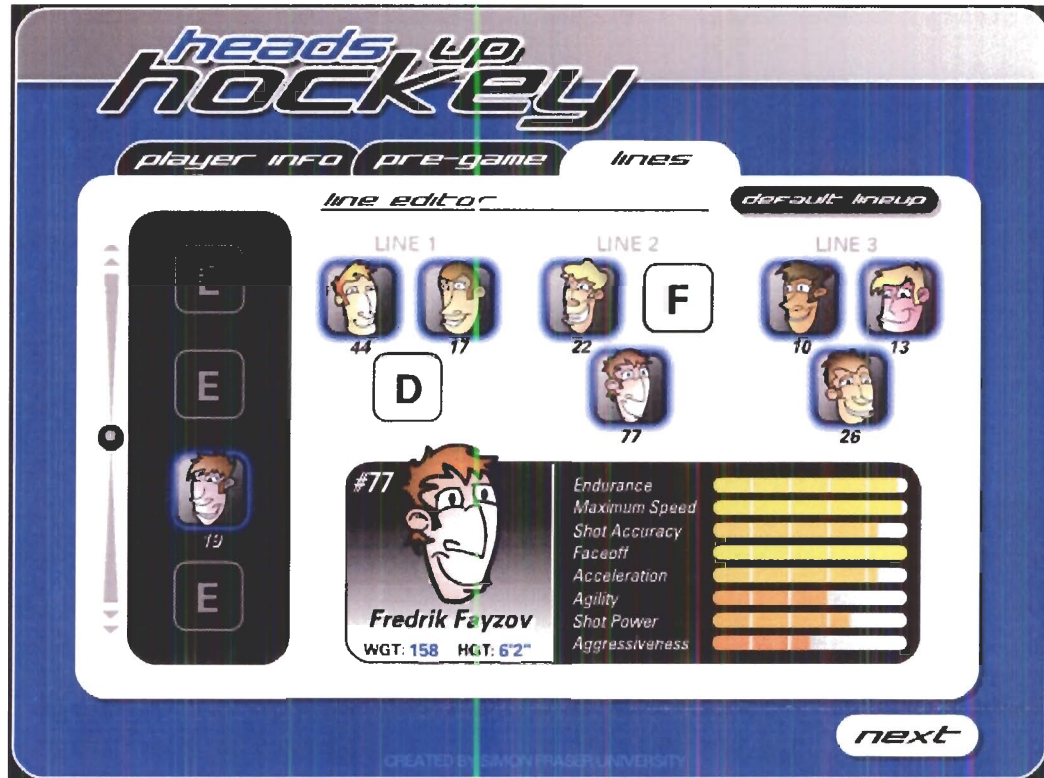 heads up
hockey
player info
pre-game
lines
line editor
default lineup
LINE 1
LINE 2
LINE 3
E
44
17
22
F
10
13
E
D
77
26
19
E
#77
Fredrik Fayzov
WGT: 158 HGT: 6'2"
Endurance
Maximum Speed
Shot Accuracy
Faceoff
Acceleration
Agility
Shot Power
Aggressiveness
next
CREATED BY SIMON FRASER UNIVERSITY